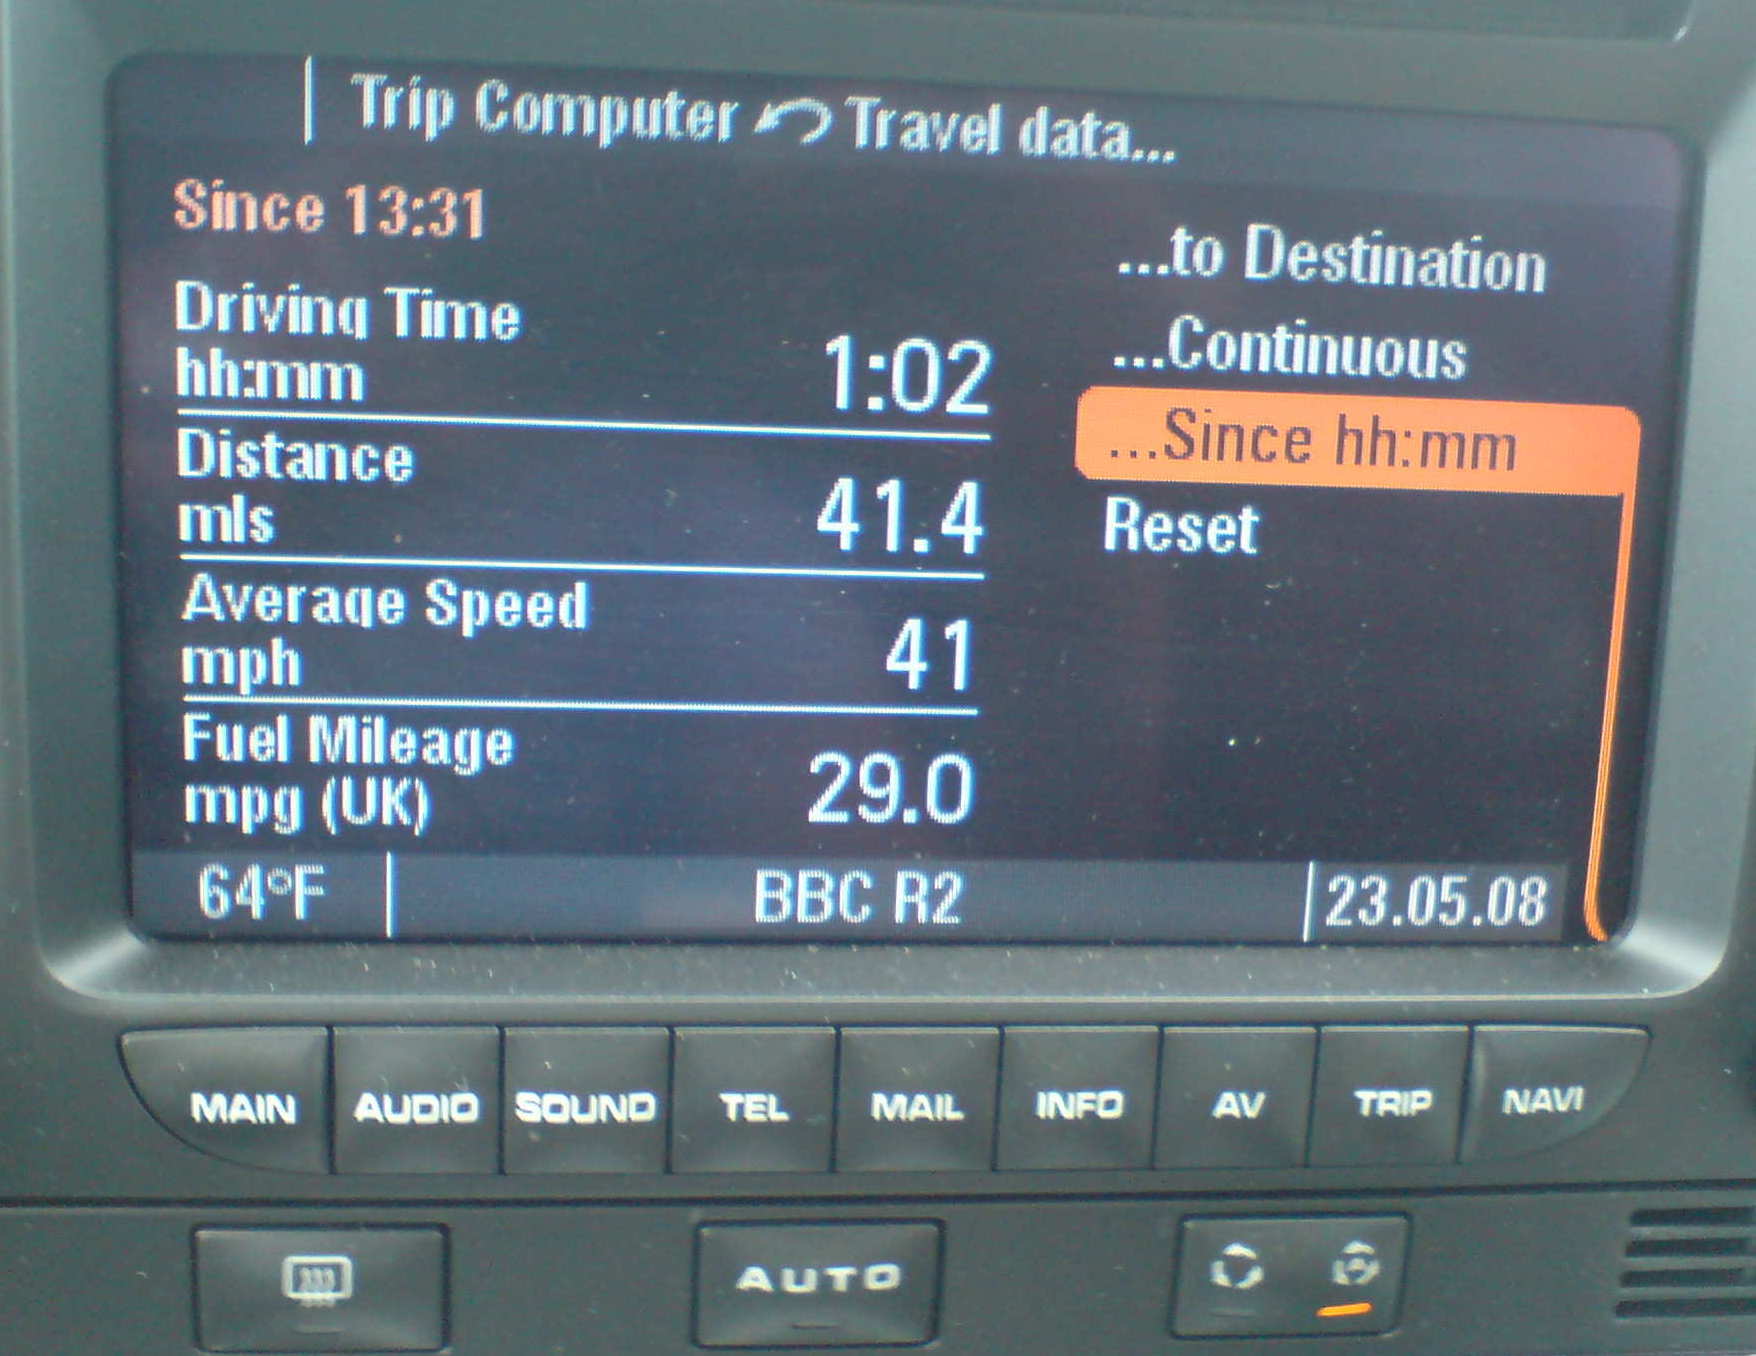 Trip Computer Travel data...
Since 13:31
...to Destination
Driving Time
hh:mm 1:02
...Continuous
...Since hh:mm
Distance
mls 41.4
Reset
Average Speed
mph 41
Fuel Mileage
mpg (UK) 29.0
64°F BBC R2 23.05.08
MAIN AUDIO SOUND TEL MAIL INFO AV TRIP NAVI
AUTO